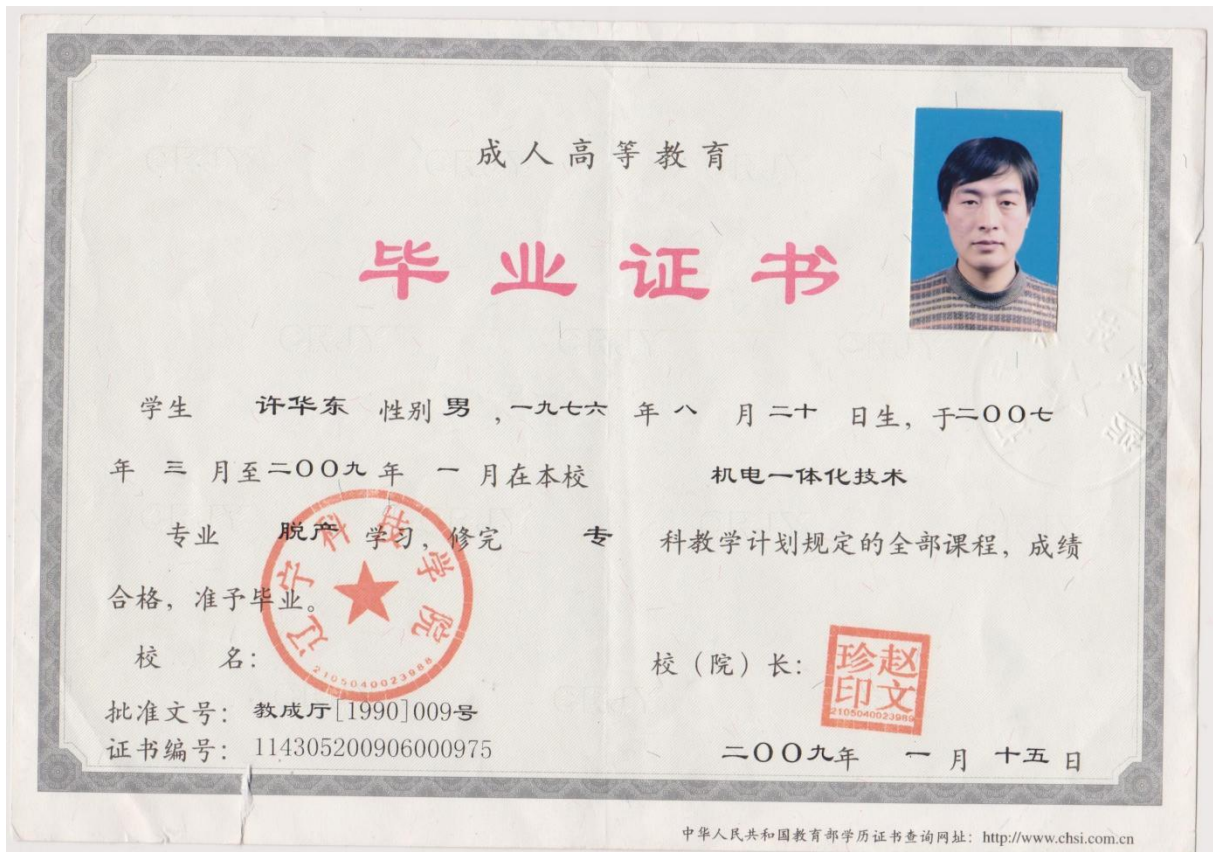 成人高等教育
毕业证书
学生 许华东 性别 男 ，一九七六 年 八 月 二十 日生，于二〇〇七
年 三 月至二〇〇九 年 一 月在本校 机电一体化技术
专业 脱产 学习，修完 专 科教学计划规定的全部课程，成绩
合格，准予毕业。
辽宁科技学院
2105040023988
校 名：
校（院）长：
赵文珍印
2105040023989
批准文号： 教成厅[1990]009号
证书编号： 114305200906000975
二〇〇九年 一 月 十五 日
中华人民共和国教育部学历证书查询网址：http://www.chsi.com.cn